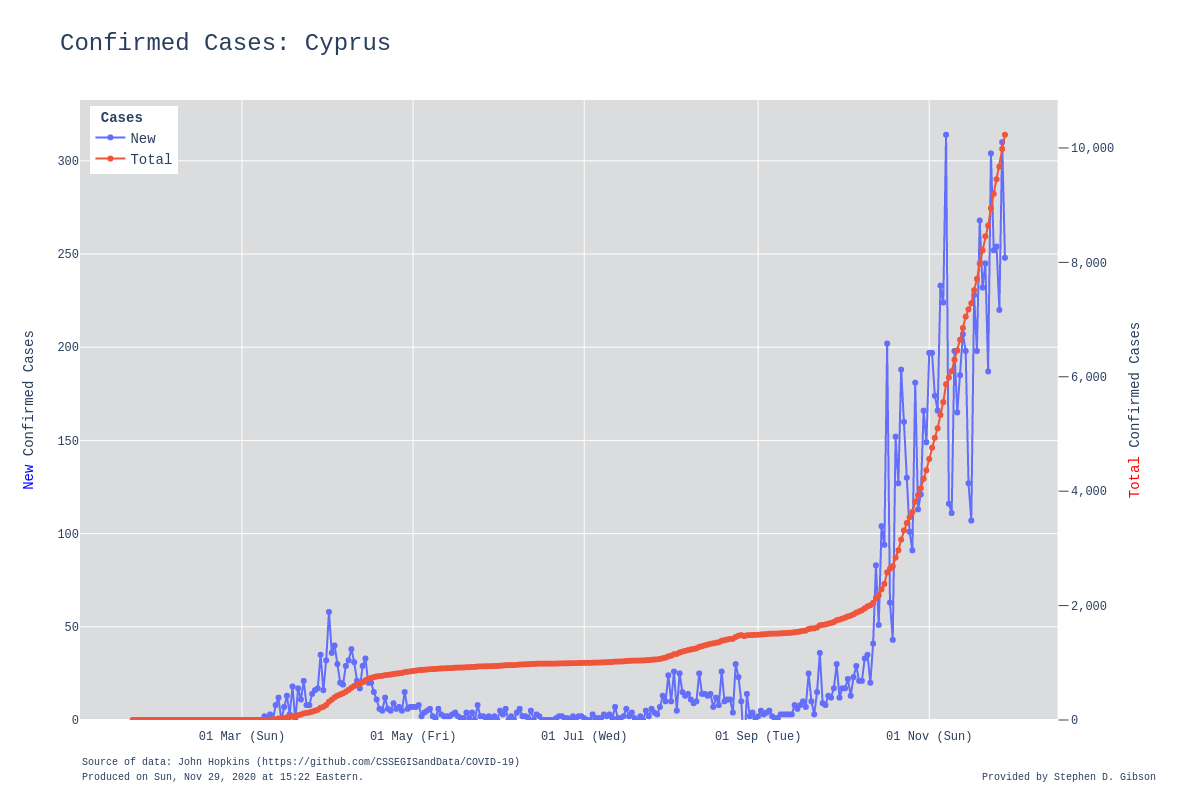 Confirmed Cases: Cyprus
Cases
New
Total
300
250
200
150
100
50
0
10,000
8,000
6,000
4,000
2,000
0
New Confirmed Cases
Total Confirmed Cases
01 Mar (Sun) 01 May (Fri) 01 Jul (Wed) 01 Sep (Tue) 01 Nov (Sun)
Source of data: John Hopkins (https://github.com/CSSEGISandData/COVID-19)
Produced on Sun, Nov 29, 2020 at 15:22 Eastern.
Provided by Stephen D. Gibson